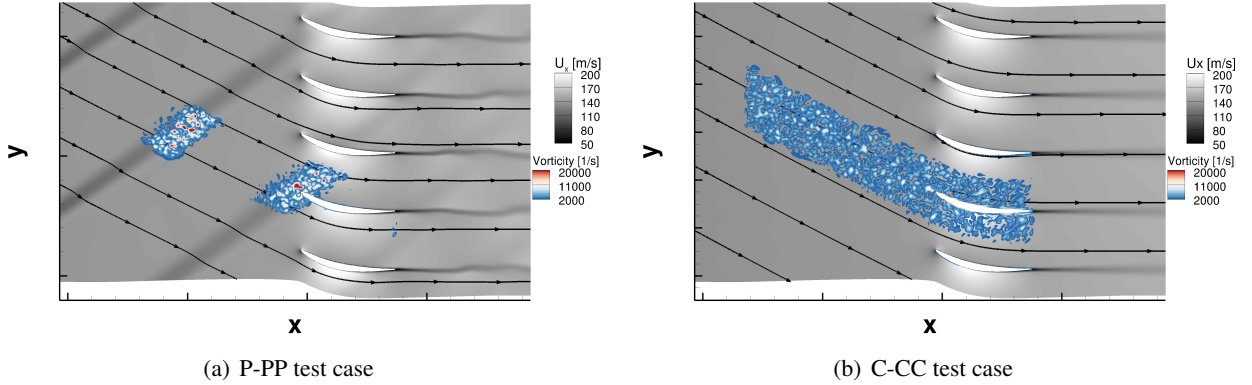 U_x [m/s]
200
170
140
110
80
50
Vorticity [1/s]
20000
11000
2000
y
x
(a) P-PP test case
Ux [m/s]
200
170
140
110
80
50
Vorticity [1/s]
20000
11000
2000
y
x
(b) C-CC test case